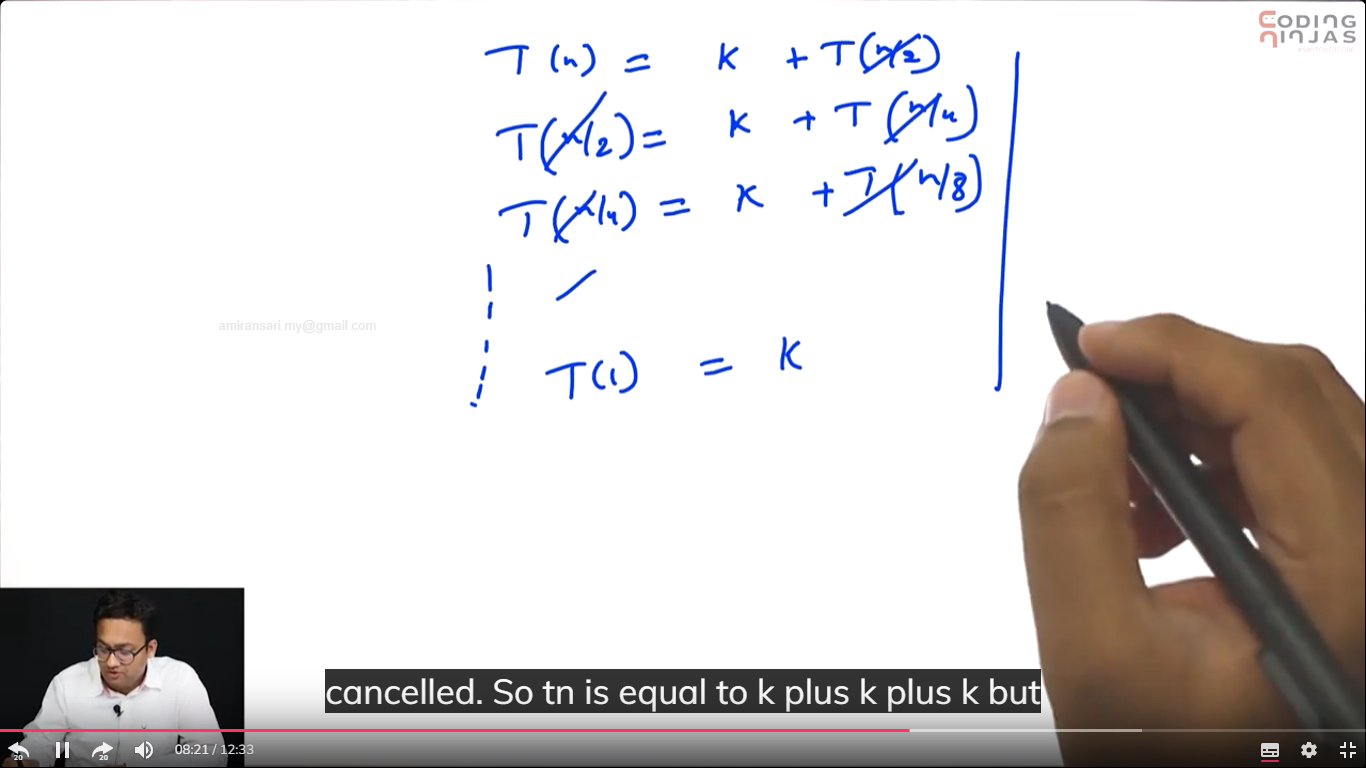 CODING
NINJAS
T(n) = K + T(n/2)
T(n/2) = K + T(n/4)
T(n/4) = K + T(n/8)
T(1) = K
amiransari.my@gmail.com
cancelled. So tn is equal to k plus k plus k but
20 20 08:21 / 12:33